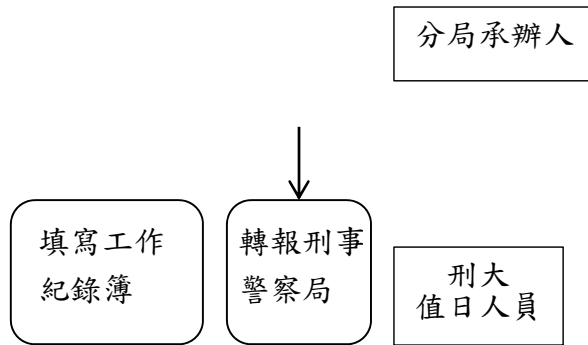 分局承辦人
填寫工作
紀錄簿
轉報刑事
警察局
刑大
值日人員